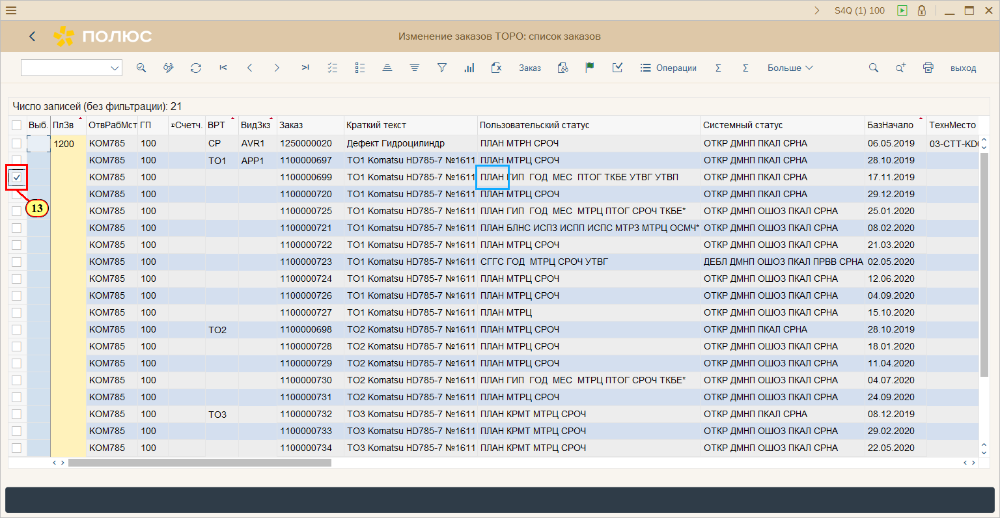 S4Q (1) 100
ПОЛЮС
Изменение заказов ТОРО: список заказов
Заказ Операции Σ Σ Больше выход
Число записей (без фильтрации): 21
Выб. ПлЗв ОтвРабМст ГП ¤Счетч. ВРТ ВидЗкз Заказ Краткий текст Пользовательский статус Системный статус БазНачало ТехнМесто
1200 KOM785 100 CP AVR1 1250000020 Дефект Гидроцилиндр ПЛАН МТРН СРОЧ ОТКР ДМНП ПКАЛ СРНА 06.05.2019 03-CTT-KD
KOM785 100 ТО1 APP1 1100000697 ТО1 Komatsu HD785-7 №1611 ПЛАН МТРЦ СРОЧ ОТКР ДМНП ПКАЛ СРНА 28.10.2019
KOM785 100 1100000699 ТО1 Komatsu HD785-7 №1611 ПЛАН ГИП ГОД МЕС ПТОГ ТКБЕ УТВГ УТВП ОТКР ДМНП ПКАЛ СРНА 17.11.2019
KOM785 100 1100000720 ТО1 Komatsu HD785-7 №1611 ПЛАН МТРЦ СРОЧ ОТКР ДМНП ПКАЛ СРНА 29.12.2019
13
KOM785 100 1100000725 ТО1 Komatsu HD785-7 №1611 ПЛАН ГИП ГОД МЕС МТРЦ ПТОГ СРОЧ ТКБЕ* ОТКР ДМНП ОШОЗ ПКАЛ СРНА 25.01.2020
KOM785 100 1100000721 ТО1 Komatsu HD785-7 №1611 ПЛАН БЛНС ИСПЗ ИСПП ИСПС МТРЗ МТРЦ ОСМЧ* ОТКР ДМНП ОШОЗ ПКАЛ СРНА 08.02.2020
KOM785 100 1100000722 ТО1 Komatsu HD785-7 №1611 ПЛАН МТРЦ СРОЧ ОТКР ДМНП ОШОЗ ПКАЛ СРНА 21.03.2020
KOM785 100 1100000723 ТО1 Komatsu HD785-7 №1611 СГГС ГОД МТРЦ СРОЧ УТВГ ДЕБЛ ДМНП ОШОЗ ПКАЛ ПРВВ СРНА 02.05.2020
KOM785 100 1100000724 ТО1 Komatsu HD785-7 №1611 ПЛАН МТРЦ СРОЧ ОТКР ДМНП ОШОЗ ПКАЛ СРНА 12.06.2020
KOM785 100 1100000726 ТО1 Komatsu HD785-7 №1611 ПЛАН МТРЦ СРОЧ ОТКР ДМНП ОШОЗ ПКАЛ СРНА 04.09.2020
KOM785 100 1100000727 ТО1 Komatsu HD785-7 №1611 ПЛАН МТРЦ ОТКР ДМНП ОШОЗ ПКАЛ СРНА 15.10.2020
KOM785 100 ТО2 1100000698 ТО2 Komatsu HD785-7 №1611 ПЛАН МТРЦ СРОЧ ОТКР ДМНП ПКАЛ СРНА 28.10.2019
KOM785 100 1100000728 ТО2 Komatsu HD785-7 №1611 ПЛАН МТРЦ СРОЧ ОТКР ДМНП ОШОЗ ПКАЛ СРНА 18.01.2020
KOM785 100 1100000729 ТО2 Komatsu HD785-7 №1611 ПЛАН МТРЦ СРОЧ ОТКР ДМНП ОШОЗ ПКАЛ СРНА 11.04.2020
KOM785 100 1100000730 ТО2 Komatsu HD785-7 №1611 ПЛАН ГИП ГОД МЕС МТРЦ ПТОГ СРОЧ ТКБЕ* ОТКР ДМНП ОШОЗ ПКАЛ СРНА 04.07.2020
KOM785 100 1100000731 ТО2 Komatsu HD785-7 №1611 ПЛАН МТРЦ СРОЧ ОТКР ДМНП ОШОЗ ПКАЛ СРНА 24.09.2020
KOM785 100 ТО3 1100000732 ТО3 Komatsu HD785-7 №1611 ПЛАН КРМТ МТРЦ СРОЧ ОТКР ДМНП ПКАЛ СРНА 08.12.2019
KOM785 100 1100000733 ТО3 Komatsu HD785-7 №1611 ПЛАН КРМТ МТРЦ СРОЧ ОТКР ДМНП ОШОЗ ПКАЛ СРНА 29.02.2020
KOM785 100 1100000734 ТО3 Komatsu HD785-7 №1611 ПЛАН КРМТ МТРЦ СРОЧ ОТКР ДМНП ОШОЗ ПКАЛ СРНА 22.05.2020